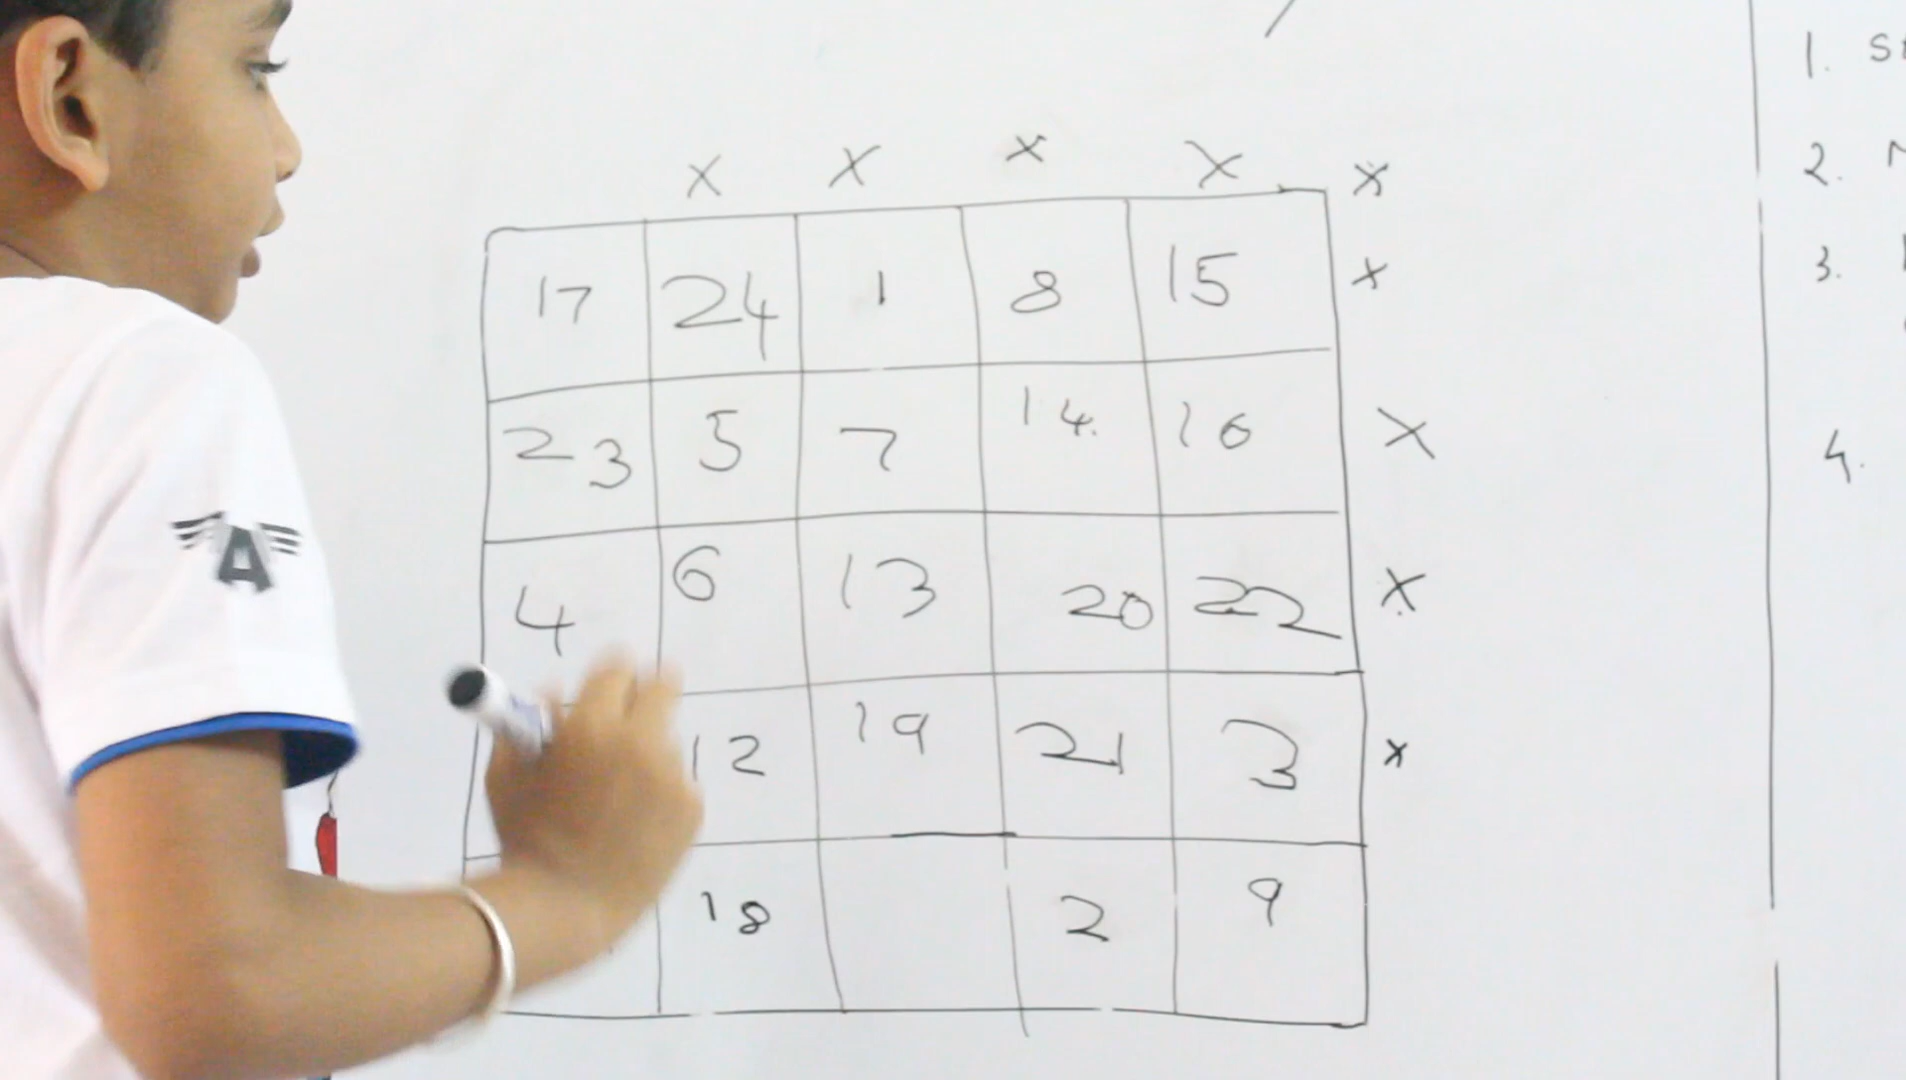 x x x x x
17 24 1 8 15 x
23 5 7 14. 16 x
4 6 13 20 22 x
12 19 21 3 x
18 2 9
A
1.
2.
3.
4.